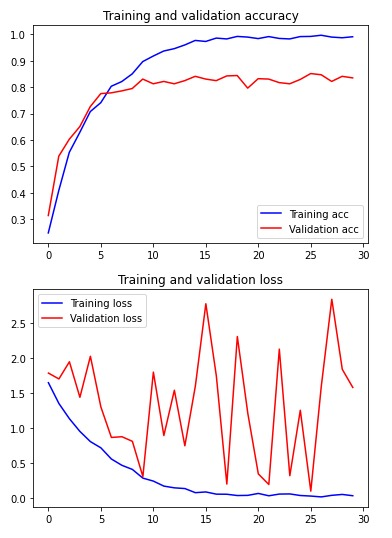 Training and validation accuracy
1.0
0.9
0.8
0.7
0.6
0.5
0.4
0.3
Training acc
Validation acc
0 5 10 15 20 25 30
Training and validation loss
Training loss
Validation loss
2.5
2.0
1.5
1.0
0.5
0.0
0 5 10 15 20 25 30